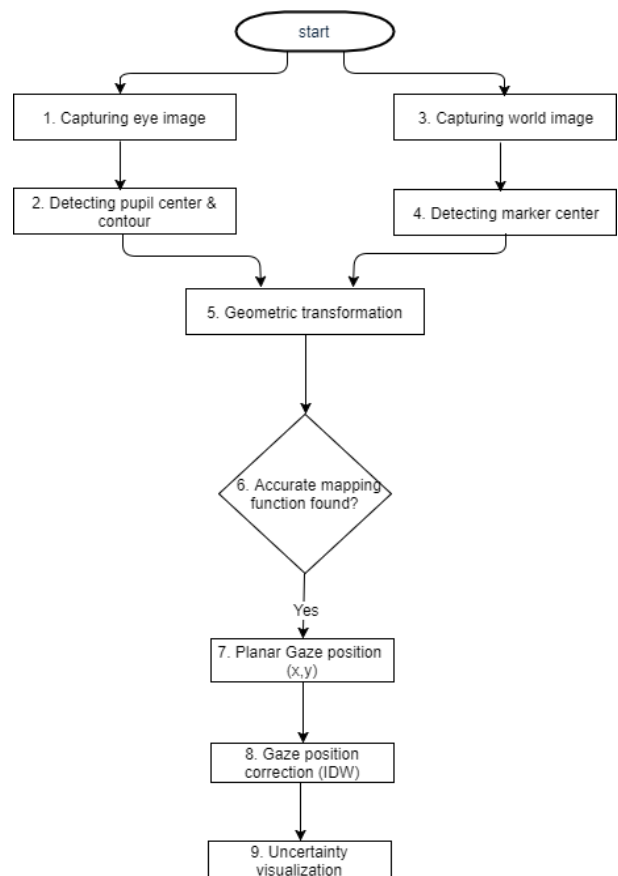 start
1. Capturing eye image
3. Capturing world image
2. Detecting pupil center &
contour
4. Detecting marker center
5. Geometric transformation
6. Accurate mapping
function found?
Yes
7. Planar Gaze position
(x,y)
8. Gaze position
correction (IDW)
9. Uncertainty
visualization